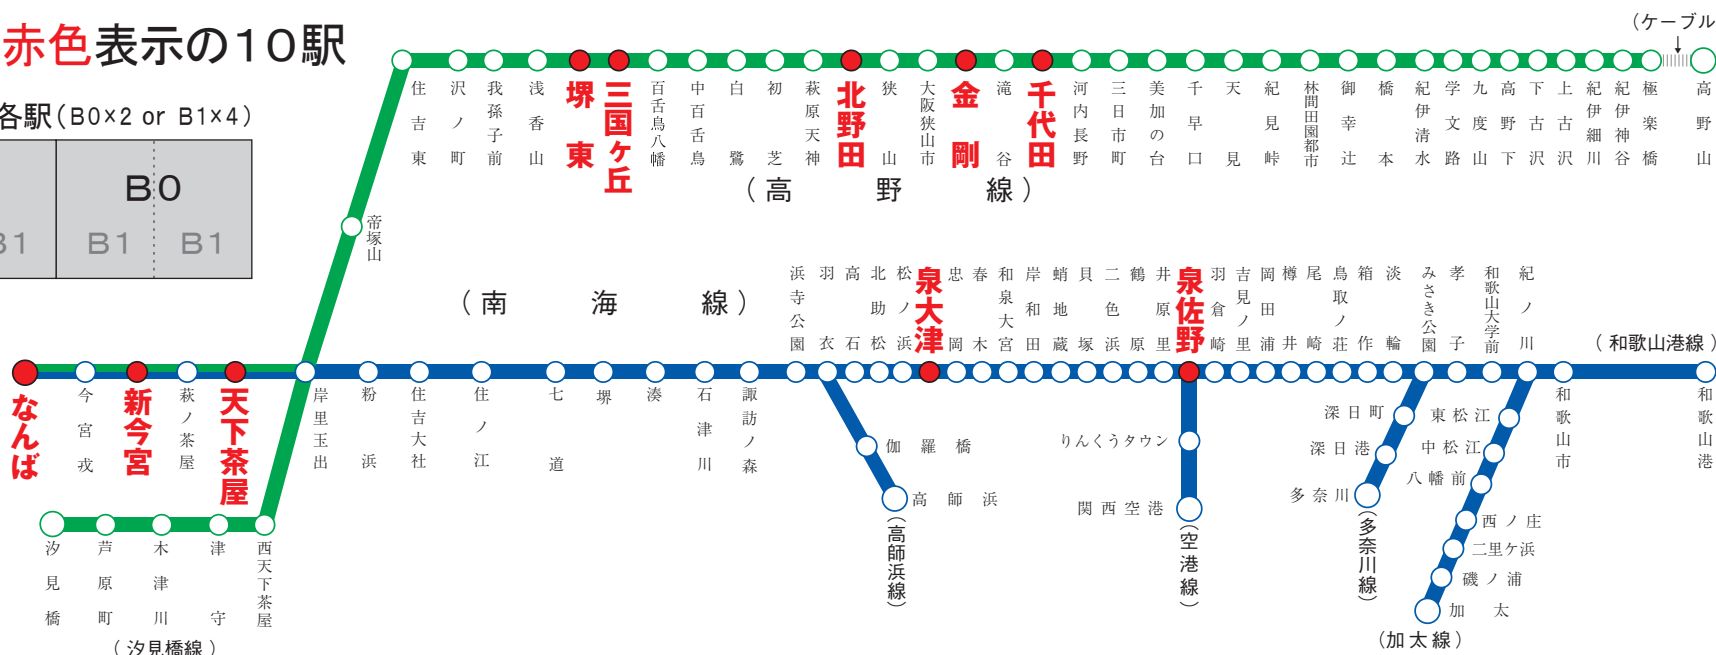 赤色表示の10駅
各駅(B0×2 or B1×4)
B0
B1
B1
B1
(ケーブル
住吉東
沢ノ町
我孫子前
浅香山
堺東
三国ヶ丘
百舌鳥八幡
中百舌鳥
白鷺
初芝
萩原天神
北野田
狭山
大阪狭山市
金剛
滝谷
千代田
河内長野
三日市町
美加の台
千早口
天見
紀見峠
林間田園都市
御幸辻
橋本
紀伊清水
学文路
九度山
高野下
下古沢
上古沢
紀伊細川
紀伊神谷
極楽橋
高野山
(高野線)
帝塚山
(南海線)
浜寺公園
羽衣
高石
北助松
松ノ浜
泉大津
忠岡
春木
和泉大宮
岸和田
蛸地蔵
貝塚
二色浜
鶴原
井原里
泉佐野
羽倉崎
吉見ノ里
岡田浦
樽井
尾崎
鳥取ノ荘
箱作
淡輪
みさき公園
孝子
和歌山大学前
紀ノ川
(和歌山港線)
なんば
今宮戎
新今宮
萩ノ茶屋
天下茶屋
岸里玉出
粉浜
住吉大社
住ノ江
七道
堺
湊
石津川
諏訪ノ森
和歌山市
和歌山港
伽羅橋
高師浜
(高師浜線)
りんくうタウン
関西空港
(空港線)
深日町
深日港
多奈川
(多奈川線)
東松江
中松江
八幡前
西ノ庄
二里ケ浜
磯ノ浦
加太
(加太線)
汐見橋
芦原町
木津川
津守
西天下茶屋
(汐見橋線)